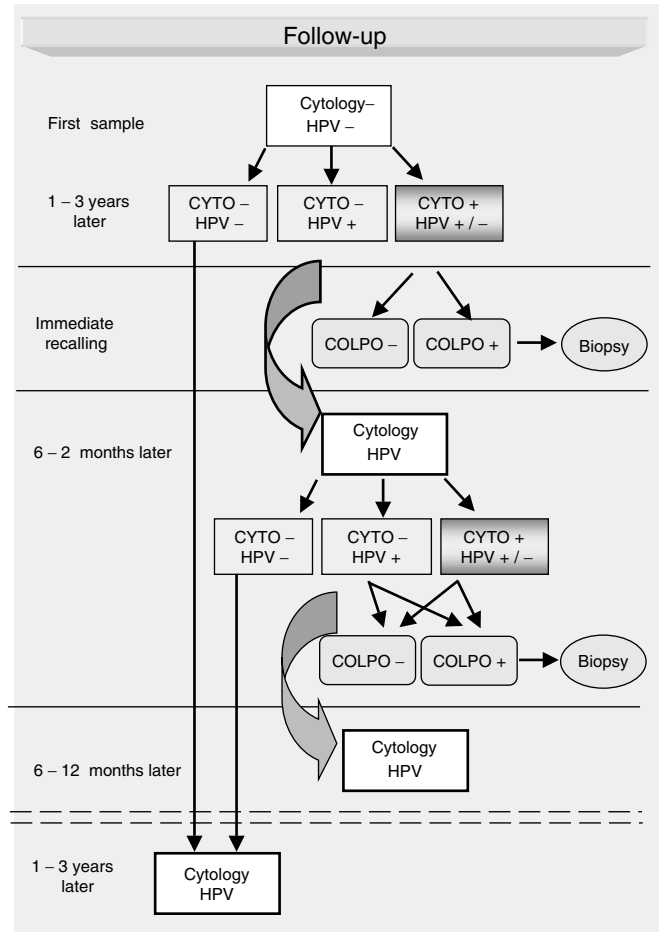 Follow-up
First sample
Cytology–
HPV –
1 – 3 years
later
CYTO –
HPV –
CYTO –
HPV +
CYTO +
HPV + / –
Immediate
recalling
COLPO –
COLPO +
Biopsy
6 – 2 months later
Cytology
HPV
CYTO –
HPV –
CYTO –
HPV +
CYTO +
HPV + / –
COLPO –
COLPO +
Biopsy
6 – 12 months later
Cytology
HPV
1 – 3 years
later
Cytology
HPV